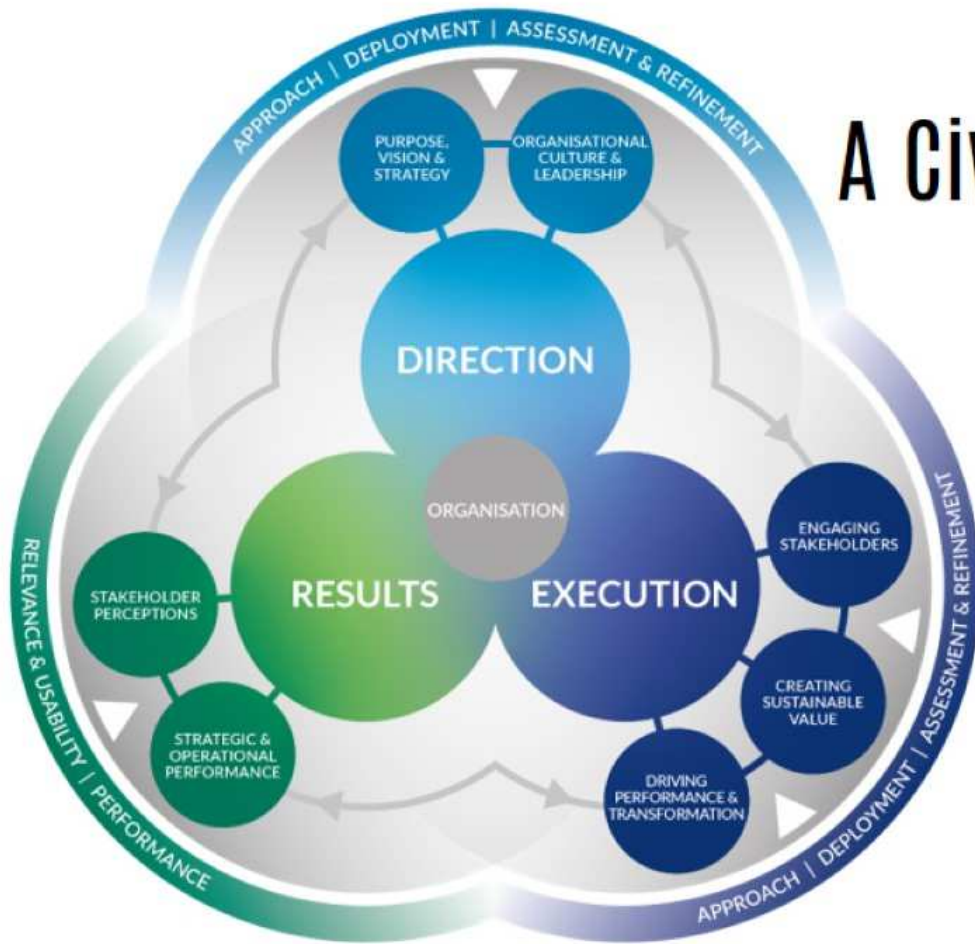 APPROACH | DEPLOYMENT | ASSESSMENT & REFINEMENT
A Civ
PURPOSE,
VISION &
STRATEGY
ORGANISATIONAL
CULTURE &
LEADERSHIP
DIRECTION
ORGANISATION
RESULTS
EXECUTION
ENGAGING
STAKEHOLDERS
CREATING
SUSTAINABLE
VALUE
DRIVING
PERFORMANCE &
TRANSFORMATION
STAKEHOLDER
PERCEPTIONS
STRATEGIC &
OPERATIONAL
PERFORMANCE
RELEVANCE & USABILITY | PERFORMANCE
APPROACH | DEPLOYMENT | ASSESSMENT & REFINEMENT